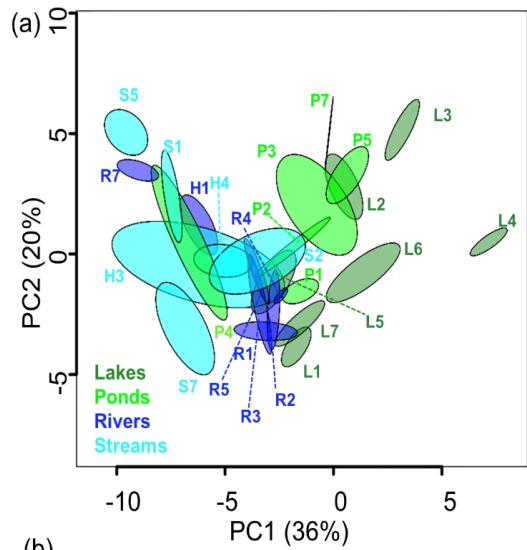 (a)
10
5
0
-5
PC2 (20%)
P7
L3
S5
S1
P3
P5
R7
H1
H4
L4
R4
P2
L2
L6
S2
H3
P1
P4
L5
L7
R1
L1
S7
R5
R2
R3
Lakes
Ponds
Rivers
Streams
-10 -5 0 5
PC1 (36%)
(b)